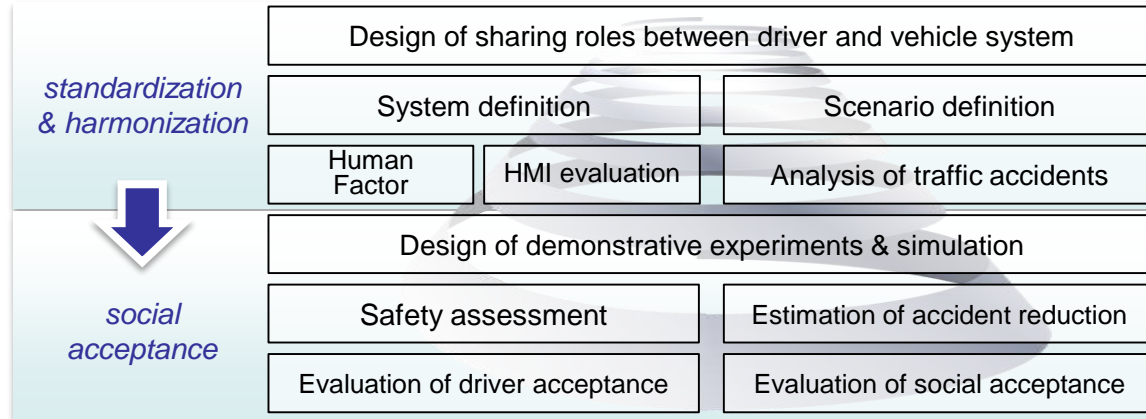 standardization
& harmonization
Design of sharing roles between driver and vehicle system
System definition
Scenario definition
Human
Factor
HMI evaluation
Analysis of traffic accidents
social
acceptance
Design of demonstrative experiments & simulation
Safety assessment
Estimation of accident reduction
Evaluation of driver acceptance
Evaluation of social acceptance